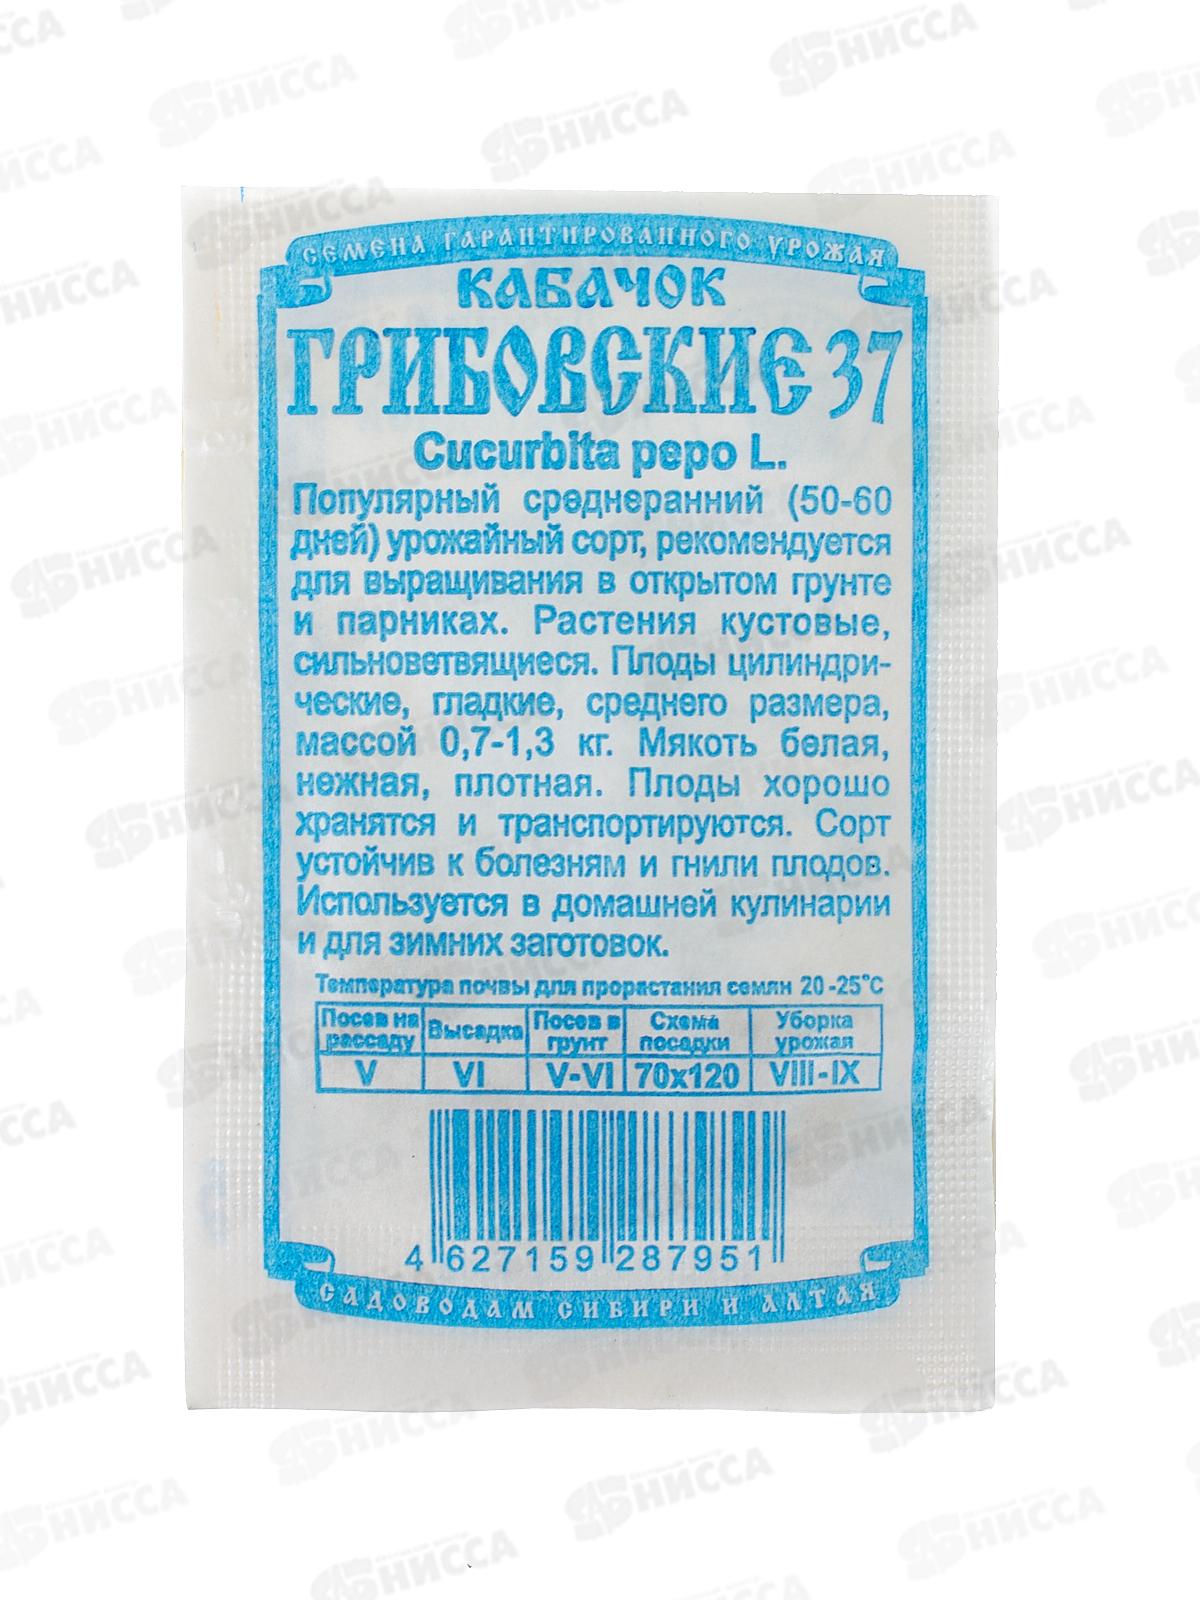 СЕМЕНА ГАРАНТИРОВАННОГО УРОЖАЯ
КАБАЧОК
ГРИБОВСКИЕ 37
Cucurbita pepo L.
Популярный среднеранний (50-60
дней) урожайный сорт, рекомендуется
для выращивания в открытом грунте
и парниках. Растения кустовые,
сильноветвящиеся. Плоды цилиндри-
ческие, гладкие, среднего размера,
массой 0,7-1,3 кг. Мякоть белая,
нежная, плотная. Плоды хорошо
хранятся и транспортируются. Сорт
устойчив к болезням и гнили плодов.
Используется в домашней кулинарии
и для зимних заготовок.
Температура почвы для прорастания семян 20-25°С
Посев на рассаду Высадка Посев в грунт Схема посадки Уборка урожая
V VI V-VI 70x120 VIII-IX
4 627159 287951
САДОВОДАМ СИБИРИ И АЛТАЯ
НИССА